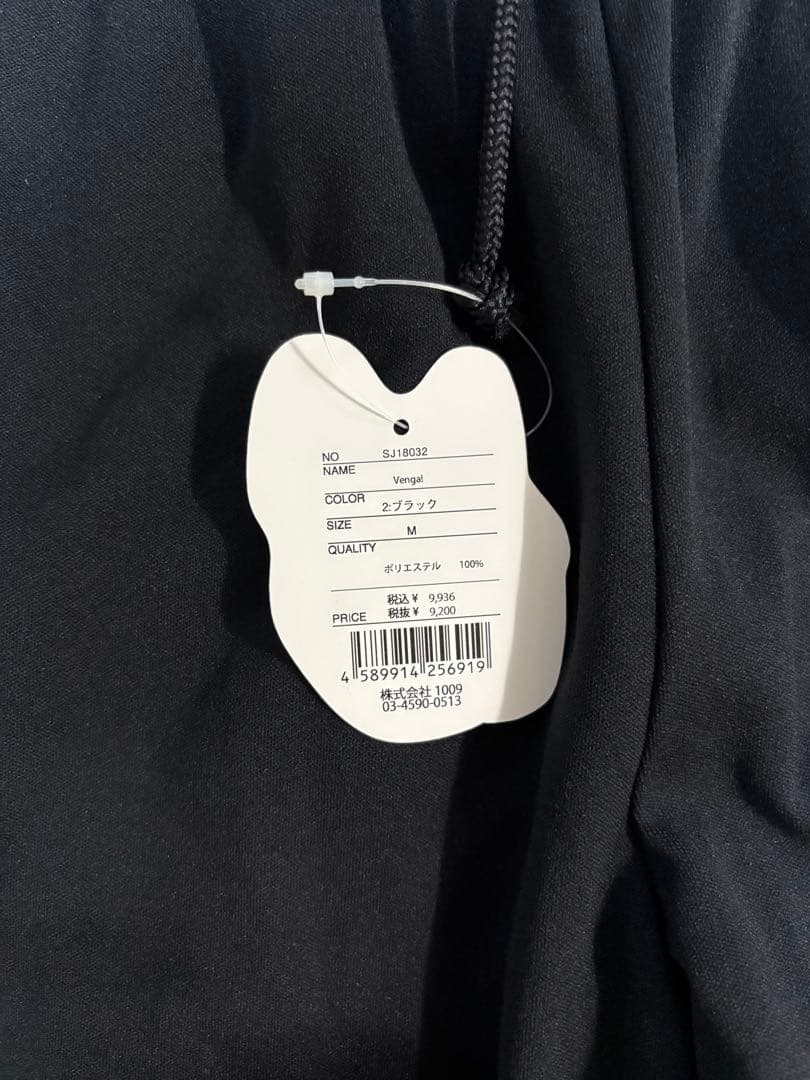 NO SJ18032
NAME
Venga!
COLOR 2:ブラック
SIZE M
QUALITY
ポリエステル 100%
税込¥ 9,936
PRICE 税抜¥ 9,200
4 589914 256919
株式会社 1009
03-4590-0513